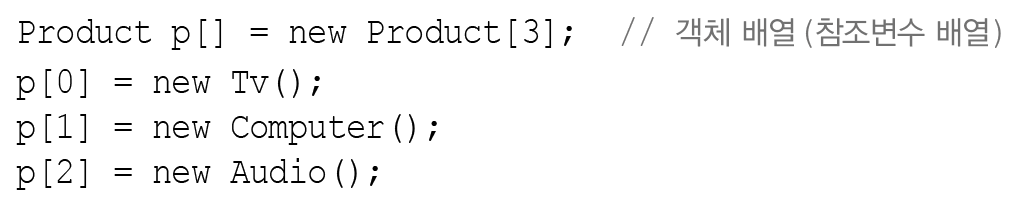 Product p[] = new Product[3];  // 객체 배열(참조변수 배열)
p[0] = new Tv();
p[1] = new Computer();
p[2] = new Audio();